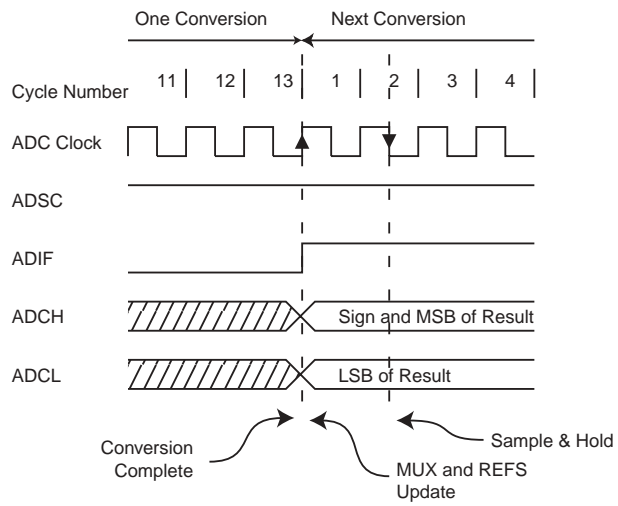 One Conversion Next Conversion
Cycle Number 11 12 13 1 2 3 4
ADC Clock
ADSC
ADIF
ADCH Sign and MSB of Result
ADCL LSB of Result
Conversion
Complete
MUX and REFS
Update
Sample & Hold